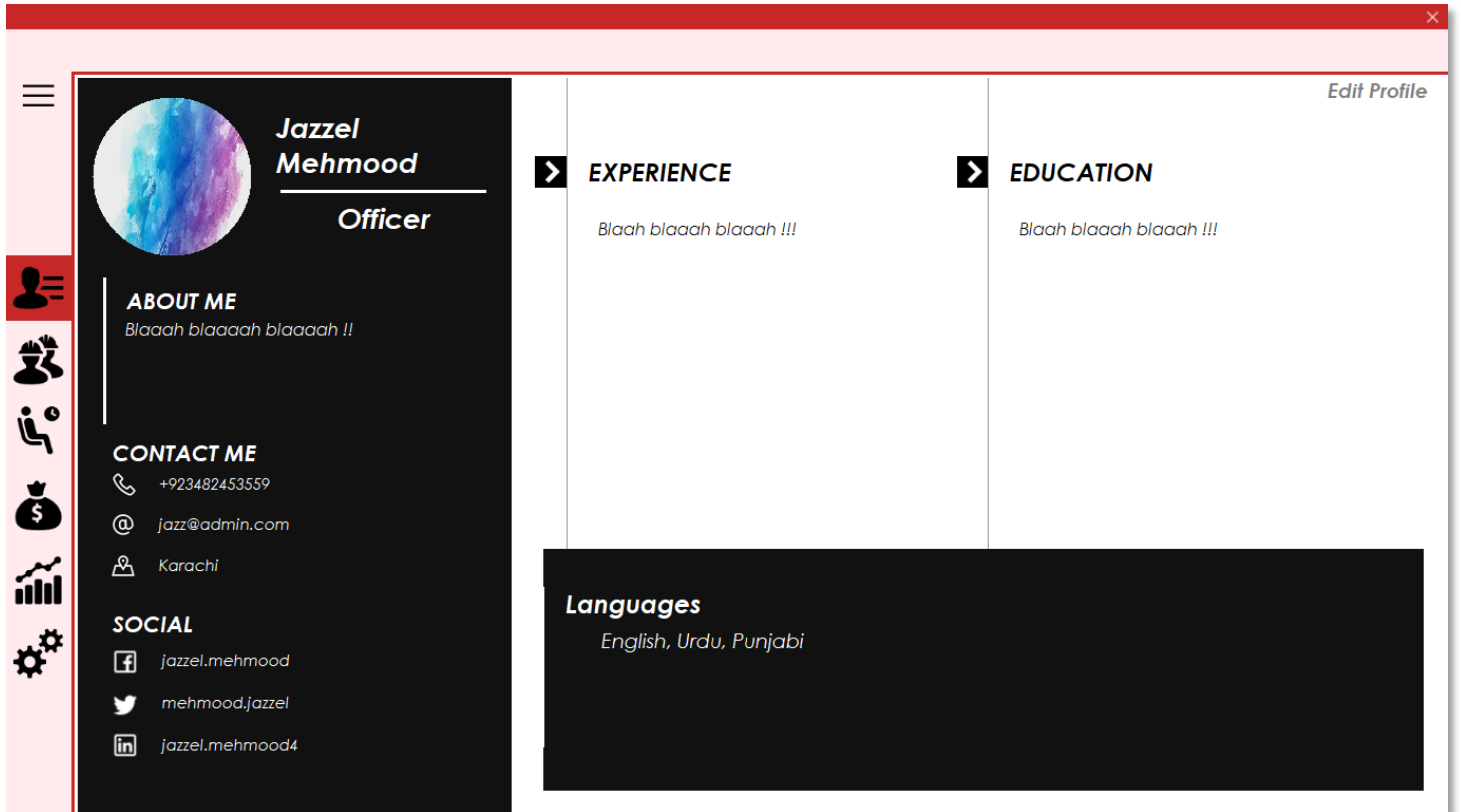 Edit Profile
Jazzel
Mehmood
Officer
ABOUT ME
Blaaah blaaaah blaaaah !!
CONTACT ME
+923482453559
jazz@admin.com
Karachi
SOCIAL
jazzel.mehmood
mehmood.jazzel
jazzel.mehmood4
EXPERIENCE
Blaah blaaah blaaah !!!
EDUCATION
Blaah blaaah blaaah !!!
Languages
English, Urdu, Punjabi